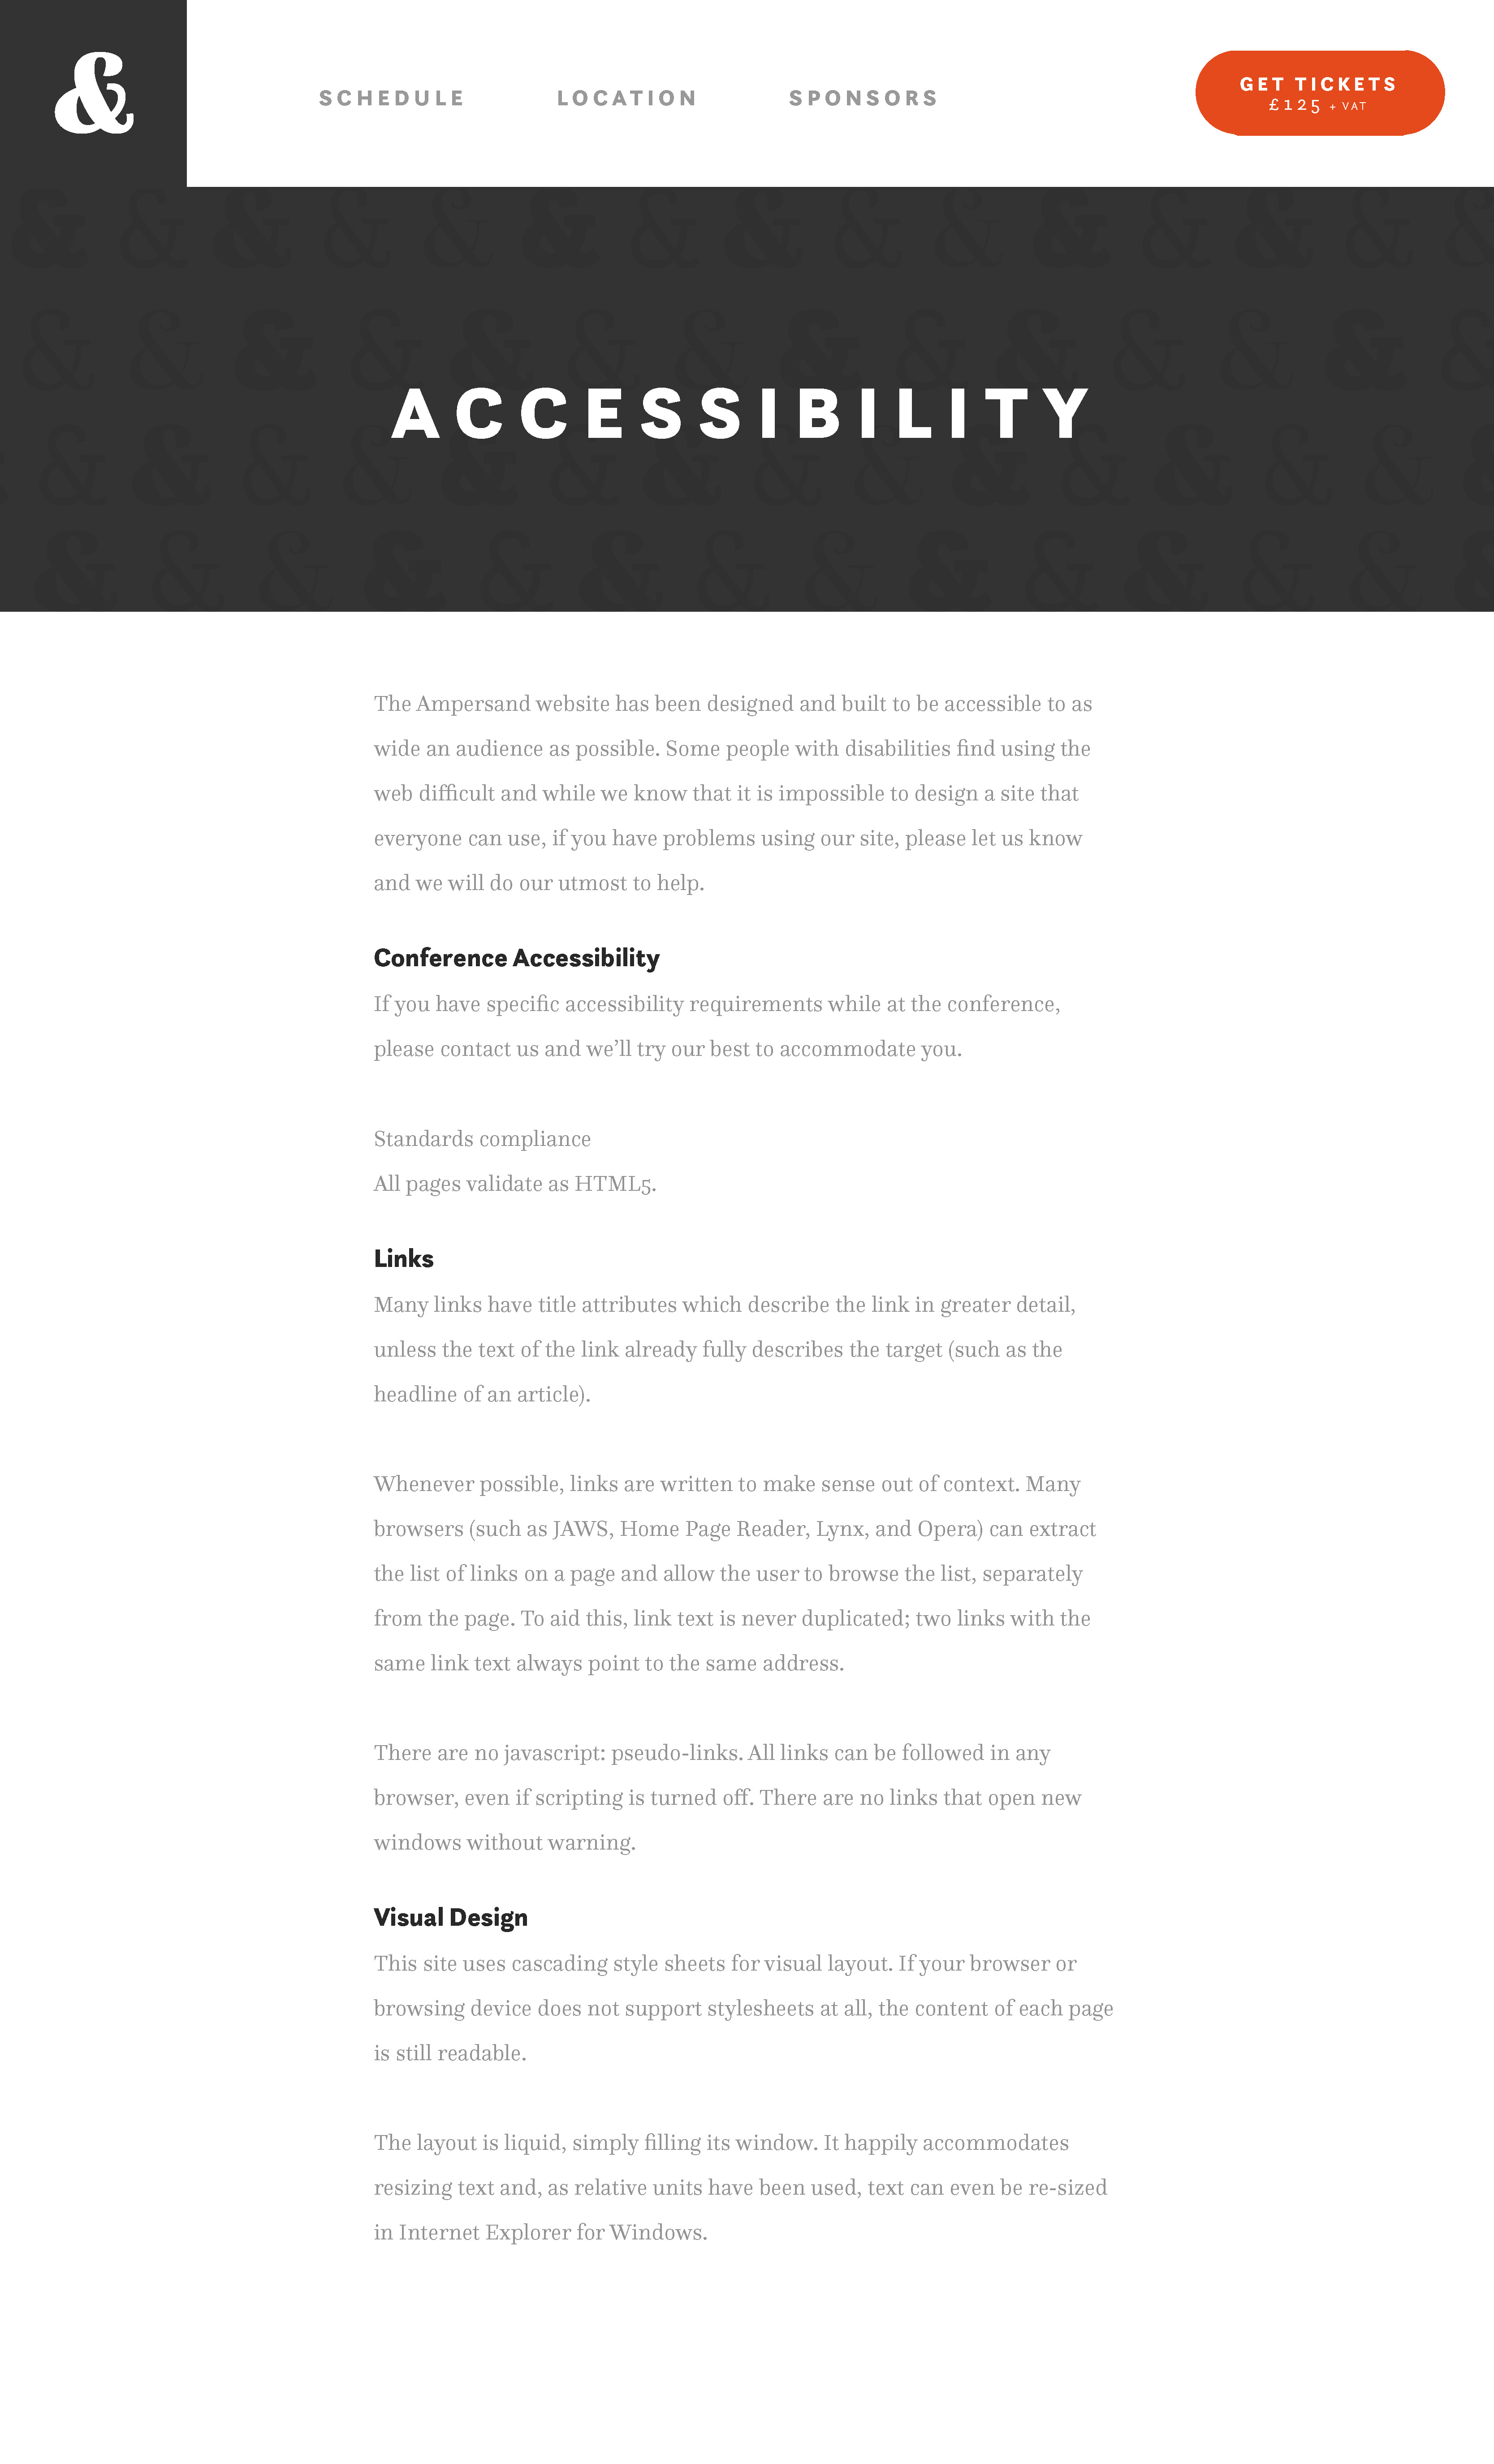 &
SCHEDULE
LOCATION
SPONSORS
GET TICKETS
£125 + VAT
ACCESSIBILITY
The Ampersand website has been designed and built to be accessible to as
wide an audience as possible. Some people with disabilities find using the
web difficult and while we know that it is impossible to design a site that
everyone can use, if you have problems using our site, please let us know
and we will do our utmost to help.
Conference Accessibility
If you have specific accessibility requirements while at the conference,
please contact us and we’ll try our best to accommodate you.
Standards compliance
All pages validate as HTML5.
Links
Many links have title attributes which describe the link in greater detail,
unless the text of the link already fully describes the target (such as the
headline of an article).
Whenever possible, links are written to make sense out of context. Many
browsers (such as JAWS, Home Page Reader, Lynx, and Opera) can extract
the list of links on a page and allow the user to browse the list, separately
from the page. To aid this, link text is never duplicated; two links with the
same link text always point to the same address.
There are no javascript: pseudo-links. All links can be followed in any
browser, even if scripting is turned off. There are no links that open new
windows without warning.
Visual Design
This site uses cascading style sheets for visual layout. If your browser or
browsing device does not support stylesheets at all, the content of each page
is still readable.
The layout is liquid, simply filling its window. It happily accommodates
resizing text and, as relative units have been used, text can even be re-sized
in Internet Explorer for Windows.